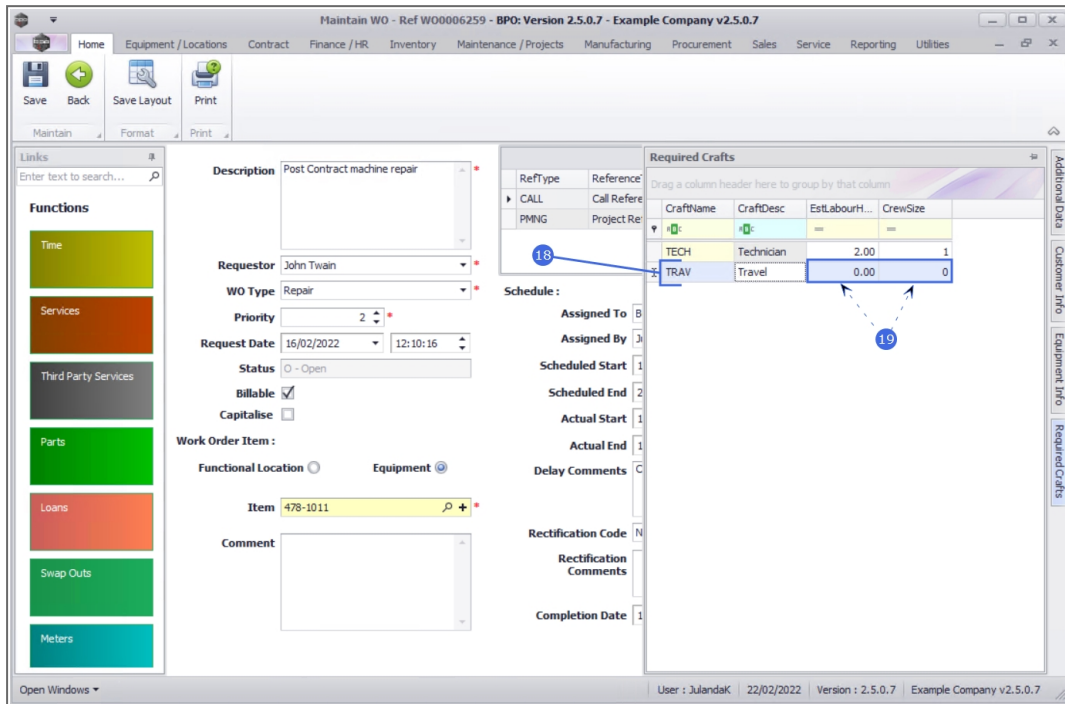 Maintain WO - Ref WO0006259 - BPO: Version 2.5.0.7 - Example Company v2.5.0.7
Home Equipment / Locations Contract Finance / HR Inventory Maintenance / Projects Manufacturing Procurement Sales Service Reporting Utilities
Save Back Save Layout Print
Maintain Format Print
Links
Enter text to search...
Functions
Time
Services
Third Party Services
Parts
Loans
Swap Outs
Meters
Description Post Contract machine repair *
Requestor John Twain *
WO Type Repair *
Priority 2 *
Request Date 16/02/2022 12:10:16
Status O - Open
Billable
Capitalise
Work Order Item :
Functional Location Equipment
Item 478-1011 *
Comment
RefType Reference
CALL Call Refere
PMNG Project Re
Schedule :
Assigned To B
Assigned By
Scheduled Start 1
Scheduled End 2
Actual Start 1
Actual End 1
Delay Comments C
Rectification Code N
Rectification
Comments
Completion Date 1
Required Crafts
Drag a column header here to group by that column
CraftName CraftDesc EstLabourH... CrewSize
TECH Technician 2.00 1
TRAV Travel 0.00 0
18
19
Additional Data
Customer Info
Equipment Info
Required Crafts
Open Windows
User : JulandaK 22/02/2022 Version : 2.5.0.7 Example Company v2.5.0.7